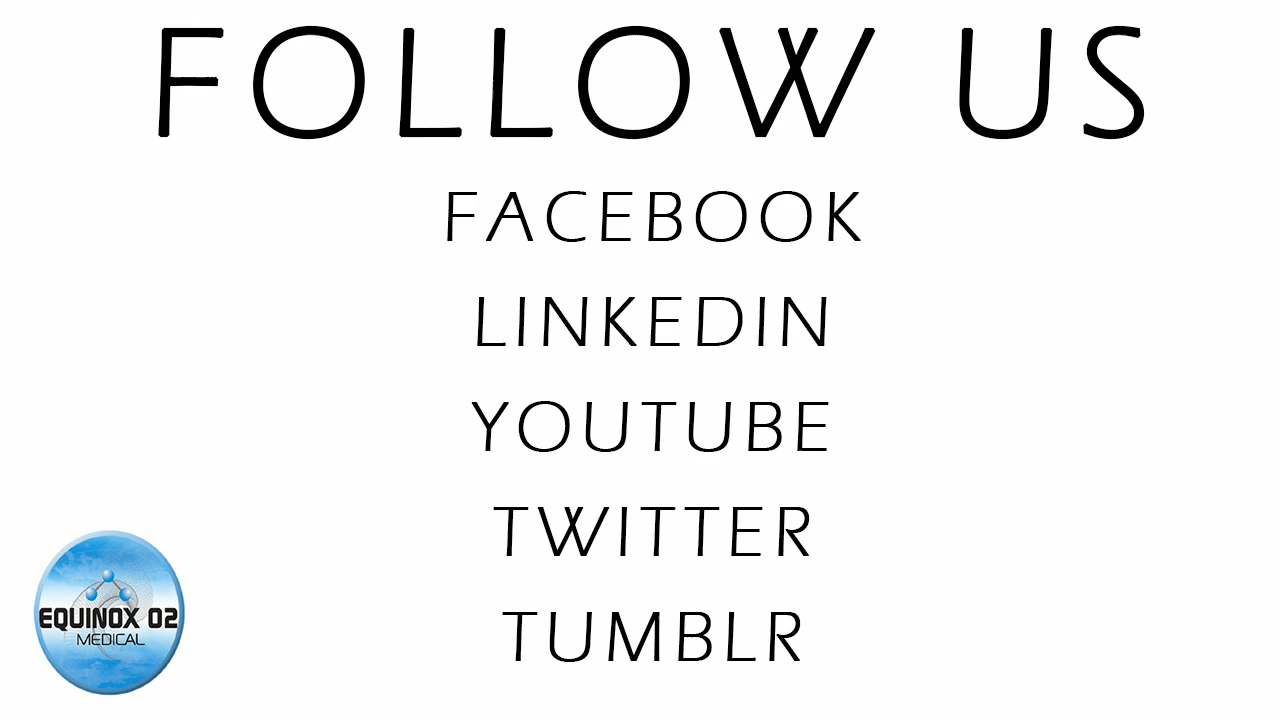 FOLLOW US
FACEBOOK
LINKEDIN
YOUTUBE
TWITTER
TUMBLR
EQUINOX O2
MEDICAL